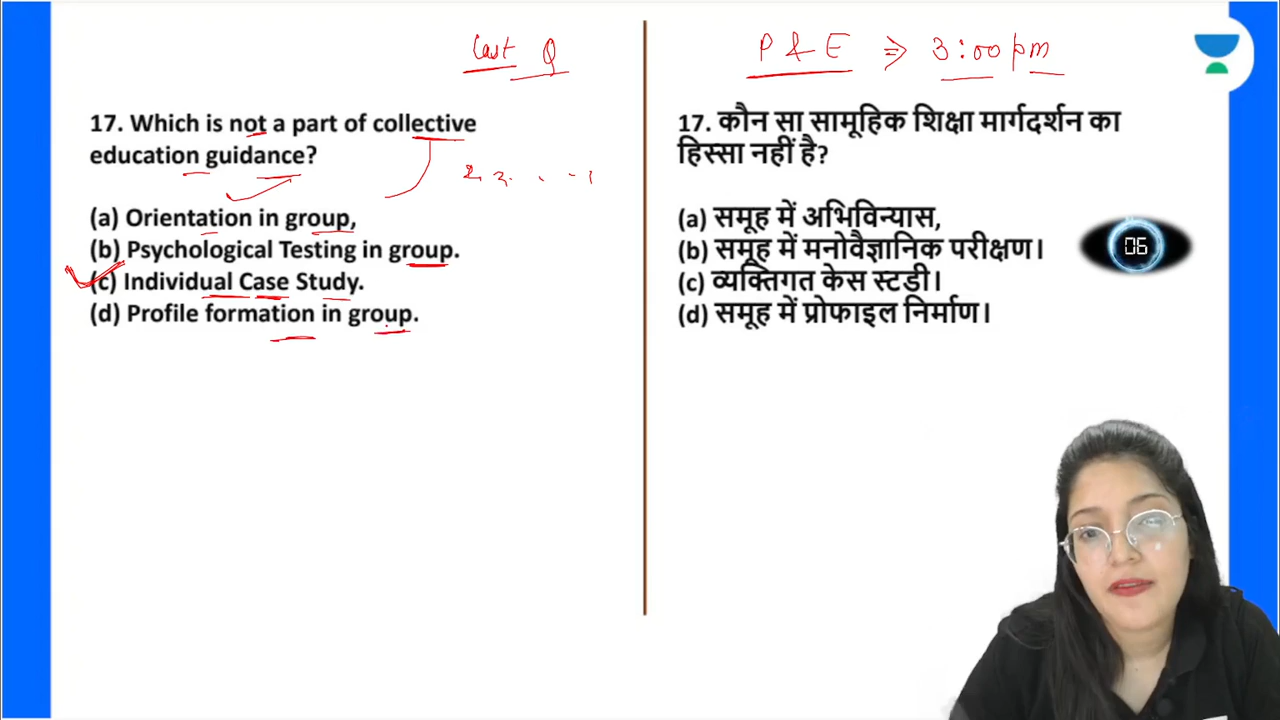 Last Q
P & E ⇒ 3:00 pm
17. Which is not a part of collective
education guidance?
(a) Orientation in group,
(b) Psychological Testing in group.
(c) Individual Case Study.
(d) Profile formation in group.
17. कौन सा सामूहिक शिक्षा मार्गदर्शन का
हिस्सा नहीं है?
(a) समूह में अभिविन्यास,
(b) समूह में मनोवैज्ञानिक परीक्षण।
(c) व्यक्तिगत केस स्टडी।
(d) समूह में प्रोफाइल निर्माण।
06